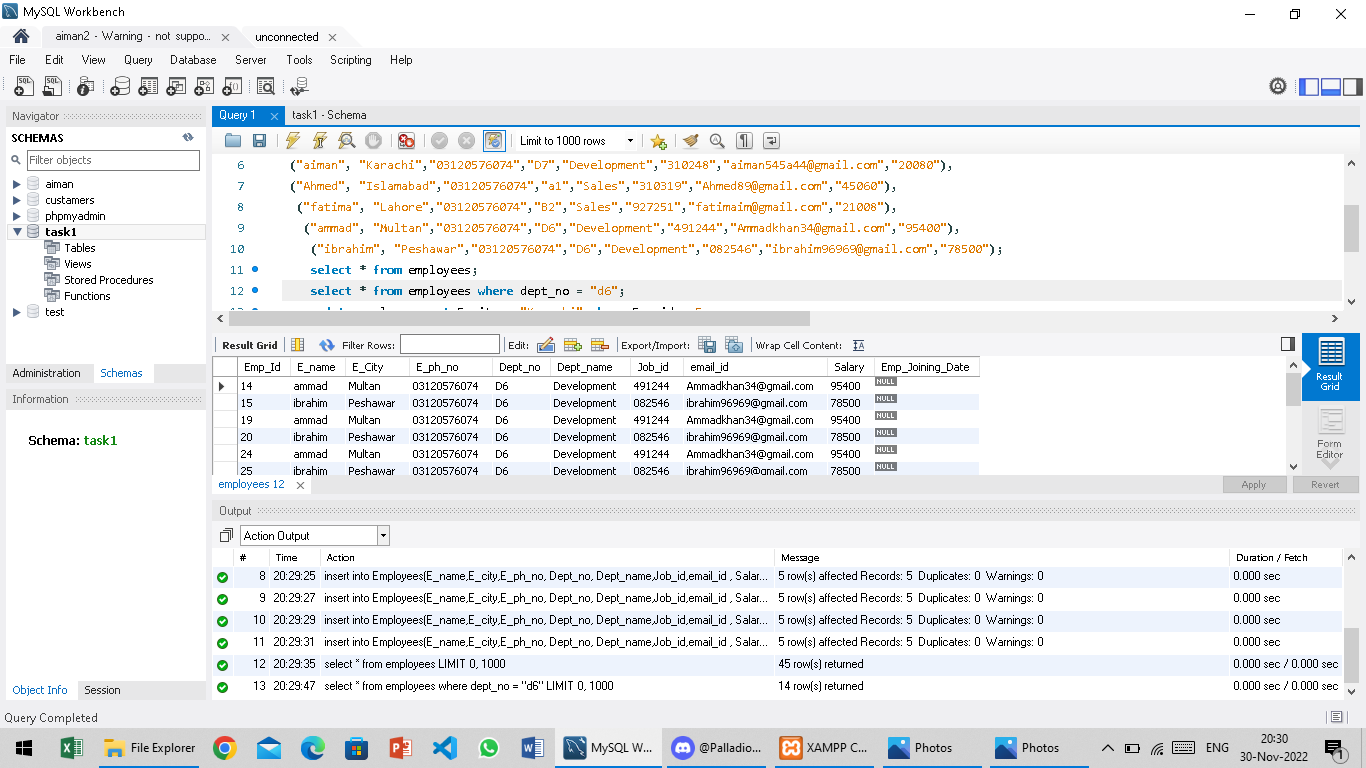 MySQL Workbench
aiman2 - Warning - not suppo... unconnected
File Edit View Query Database Server Tools Scripting Help
Navigator
SCHEMAS
Filter objects
aiman
custamers
phpmyadmin
task1
Tables
Views
Stored Procedures
Functions
test
Administration Schemas
Information
Schema: task1
Object Info Session
Query 1 task1 - Schema
Limit to 1000 rows
6 ("aiman", "Karachi","03120576074","D7","Development","310248","aiman545a44@gmail.com","20080"),
7 ("Ahmed", "Islamabad","03120576074","a1","Sales","310319","Ahmed89@gmail.com","45060"),
8 ("fatima", "Lahore","03120576074","B2","Sales","927251","fatimaim@gmail.com","21008"),
9 ("ammad", "Multan","03120576074","D6","Development","491244","Ammadkhan34@gmail.com","95400"),
10 ("ibrahim", "Peshawar","03120576074","D6","Development","082546","ibrahim96969@gmail.com","78500");
11 select * from employees;
12 select * from employees where dept_no = "d6";
Result Grid Filter Rows: Edit: Export/Import: Wrap Cell Content:
Emp_Id E_name E_City E_ph_no Dept_no Dept_name Job_id email_id Salary Emp_Joining_Date
14 ammad Multan 03120576074 D6 Development 491244 Ammadkhan34@gmail.com 95400 NULL
15 ibrahim Peshawar 03120576074 D6 Development 082546 ibrahim96969@gmail.com 78500 NULL
19 ammad Multan 03120576074 D6 Development 491244 Ammadkhan34@gmail.com 95400 NULL
20 ibrahim Peshawar 03120576074 D6 Development 082546 ibrahim96969@gmail.com 78500 NULL
24 ammad Multan 03120576074 D6 Development 491244 Ammadkhan34@gmail.com 95400 NULL
25 ibrahim Peshawar 03120576074 D6 Development 082546 ibrahim96969@gmail.com 78500 NULL
Result
Grid
Form
Editor
employees 12 Apply Revert
Output
Action Output
# Time Action Message Duration / Fetch
8 20:29:25 insert into Employees(E_name,E_city,E_ph_no, Dept_no, Dept_name,Job_id,email_id , Salar... 5 row(s) affected Records: 5 Duplicates: 0 Warnings: 0 0.000 sec
9 20:29:27 insert into Employees(E_name,E_city,E_ph_no, Dept_no, Dept_name,Job_id,email_id , Salar... 5 row(s) affected Records: 5 Duplicates: 0 Warnings: 0 0.000 sec
10 20:29:29 insert into Employees(E_name,E_city,E_ph_no, Dept_no, Dept_name,Job_id,email_id , Salar... 5 row(s) affected Records: 5 Duplicates: 0 Warnings: 0 0.000 sec
11 20:29:31 insert into Employees(E_name,E_city,E_ph_no, Dept_no, Dept_name,Job_id,email_id , Salar... 5 row(s) affected Records: 5 Duplicates: 0 Warnings: 0 0.000 sec
12 20:29:35 select * from employees LIMIT 0, 1000 45 row(s) returned 0.000 sec / 0.000 sec
13 20:29:47 select * from employees where dept_no = "d6" LIMIT 0, 1000 14 row(s) returned 0.000 sec / 0.000 sec
Query Completed
File Explorer MySQL W... @Palladio... XAMPP C... Photos Photos ENG 20:30
30-Nov-2022 1